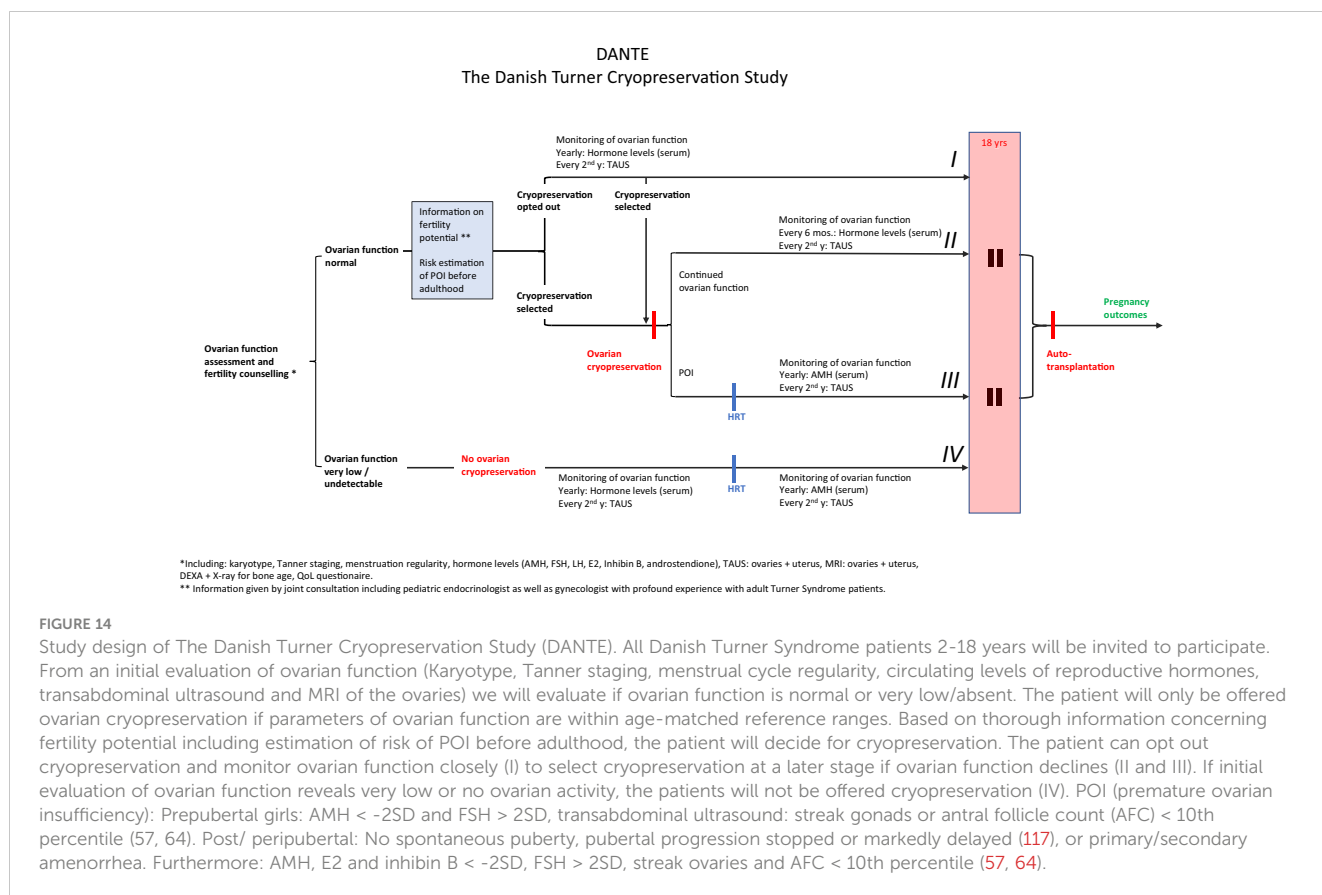 DANTE
The Danish Turner Cryopreservation Study
Monitoring of ovarian function
Yearly: Hormone levels (serum)
Every 2nd y: TAUS
I
18 yrs
Cryopreservation
opted out
Cryopreservation
selected
Information on
fertility
potential **
Risk estimation
of POI before
adulthood
Ovarian function
normal
Monitoring of ovarian function
Every 6 mos.: Hormone levels (serum)
Every 2nd y: TAUS
II
Continued
ovarian function
Cryopreservation
selected
Pregnancy
outcomes
Ovarian function
assessment and
fertility counselling *
Ovarian
cryopreservation
Auto-
transplantation
POI
Monitoring of ovarian function
Yearly: AMH (serum)
Every 2nd y: TAUS
III
HRT
Ovarian function
very low /
undetectable
No ovarian
cryopreservation
IV
Monitoring of ovarian function
Yearly: Hormone levels (serum)
Every 2nd y: TAUS
HRT
Monitoring of ovarian function
Yearly: AMH (serum)
Every 2nd y: TAUS
*Including: karyotype, Tanner staging, menstruation regularity, hormone levels (AMH, FSH, LH, E2, Inhibin B, androstendione), TAUS: ovaries + uterus, MRI: ovaries + uterus,
DEXA + X-ray for bone age, QoL questionaire.
** Information given by joint consultation including pediatric endocrinologist as well as gynecologist with profound experience with adult Turner Syndrome patients.
FIGURE 14
Study design of The Danish Turner Cryopreservation Study (DANTE). All Danish Turner Syndrome patients 2-18 years will be invited to participate.
From an initial evaluation of ovarian function (Karyotype, Tanner staging, menstrual cycle regularity, circulating levels of reproductive hormones,
transabdominal ultrasound and MRI of the ovaries) we will evaluate if ovarian function is normal or very low/absent. The patient will only be offered
ovarian cryopreservation if parameters of ovarian function are within age-matched reference ranges. Based on thorough information concerning
fertility potential including estimation of risk of POI before adulthood, the patient will decide for cryopreservation. The patient can opt out
cryopreservation and monitor ovarian function closely (I) to select cryopreservation at a later stage if ovarian function declines (II and III). If initial
evaluation of ovarian function reveals very low or no ovarian activity, the patients will not be offered cryopreservation (IV). POI (premature ovarian
insufficiency): Prepubertal girls: AMH < -2SD and FSH > 2SD, transabdominal ultrasound: streak gonads or antral follicle count (AFC) < 10th
percentile (57, 64). Post/ peripubertal: No spontaneous puberty, pubertal progression stopped or markedly delayed (117), or primary/secondary
amenorrhea. Furthermore: AMH, E2 and inhibin B < -2SD, FSH > 2SD, streak ovaries and AFC < 10th percentile (57, 64).